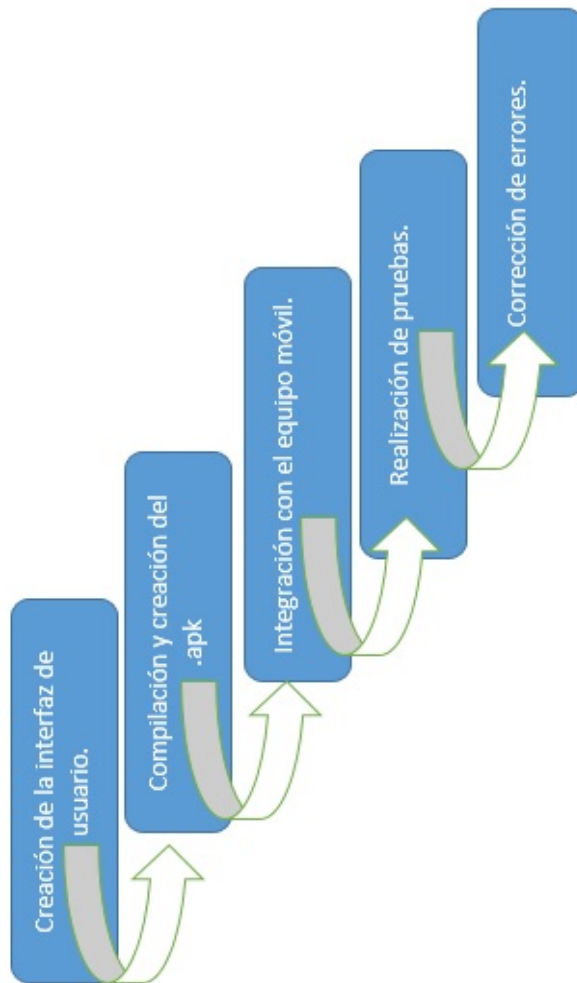 Creación de la interfaz de
usuario.
Compilación y creación del
.apk
Integración con el equipo móvil.
Realización de pruebas.
Corrección de errores.